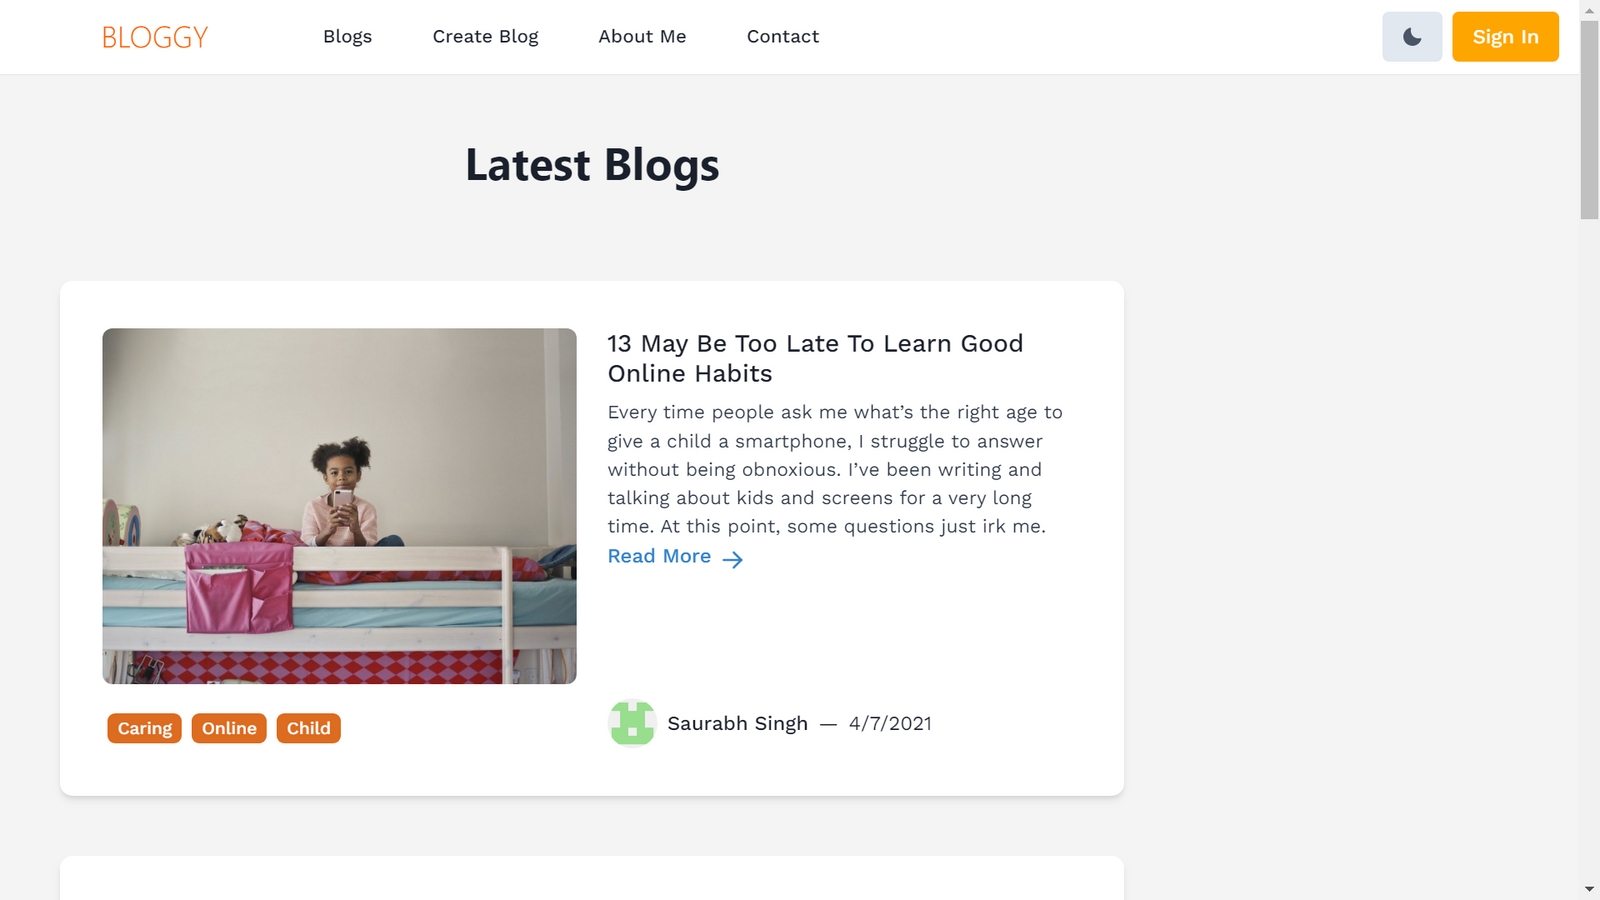 BLOGGY
Blogs
Create Blog
About Me
Contact
Sign In
Latest Blogs
13 May Be Too Late To Learn Good
Online Habits
Every time people ask me what’s the right age to
give a child a smartphone, I struggle to answer
without being obnoxious. I’ve been writing and
talking about kids and screens for a very long
time. At this point, some questions just irk me.
Read More
Caring
Online
Child
Saurabh Singh — 4/7/2021